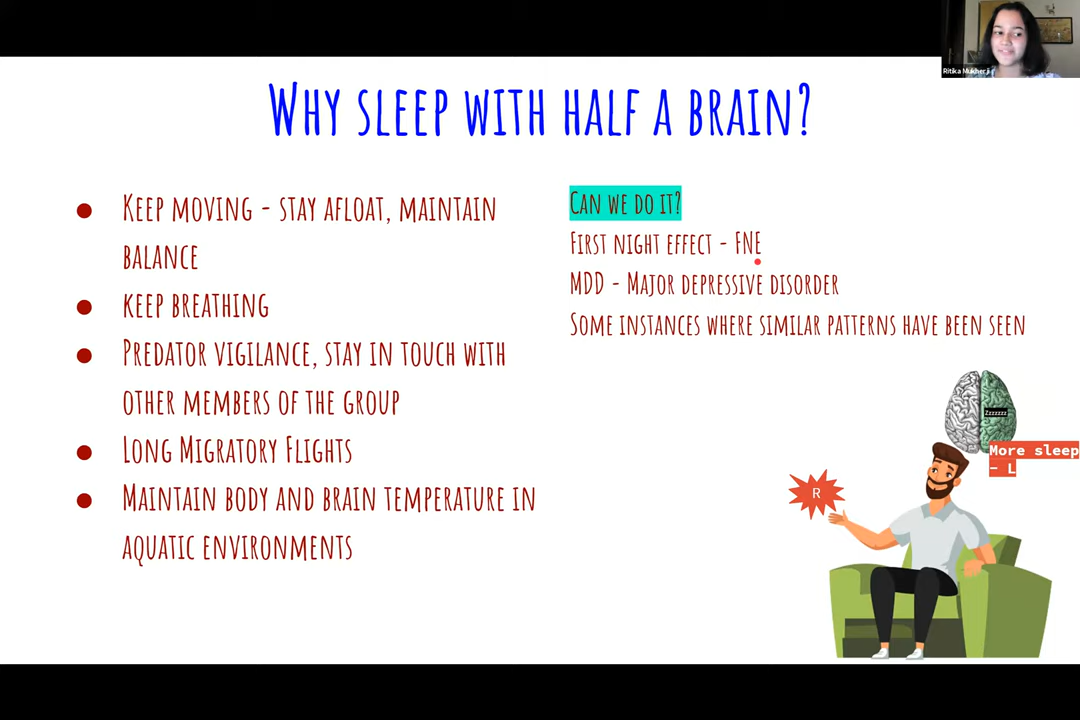 Ritika Mukherji
WHY SLEEP WITH HALF A BRAIN?
KEEP MOVING - STAY AFLOAT, MAINTAIN
BALANCE
KEEP BREATHING
PREDATOR VIGILANCE, STAY IN TOUCH WITH
OTHER MEMBERS OF THE GROUP
LONG MIGRATORY FLIGHTS
MAINTAIN BODY AND BRAIN TEMPERATURE IN
AQUATIC ENVIRONMENTS
CAN WE DO IT?
FIRST NIGHT EFFECT - FNE
MDD - MAJOR DEPRESSIVE DISORDER
SOME INSTANCES WHERE SIMILAR PATTERNS HAVE BEEN SEEN
Zzzzzzz
More sleep
- L
R